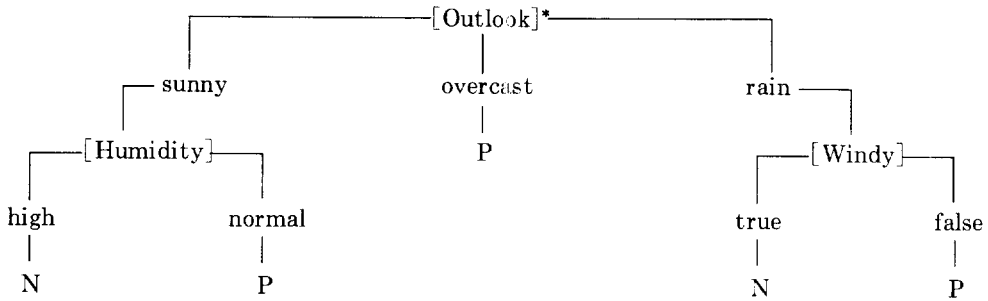 [Outlook]*
sunny overcast rain
[Humidity] P [Windy]
high normal true false
N P N P